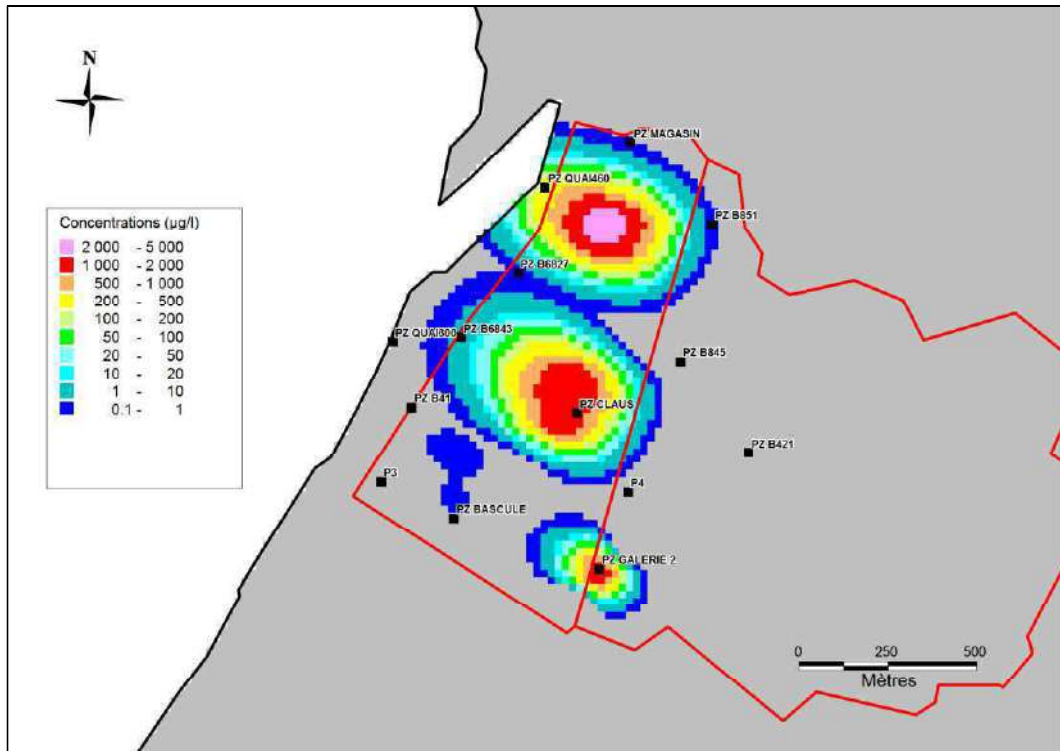 N
PZ MAGASIN
PZ QUAI460
Concentrations (µg/l)
2 000 - 5 000
1 000 - 2 000
500 - 1 000
200 - 500
100 - 200
50 - 100
20 - 50
10 - 20
1 - 10
0.1 - 1
PZ B851
PZ B6827
PZ B6843
PZ B845
PZ B41
PZ CLAUS
PZ B421
P3
P4
PZ BASCULE
PZ GALERIE 2
0 250 500
Mètres